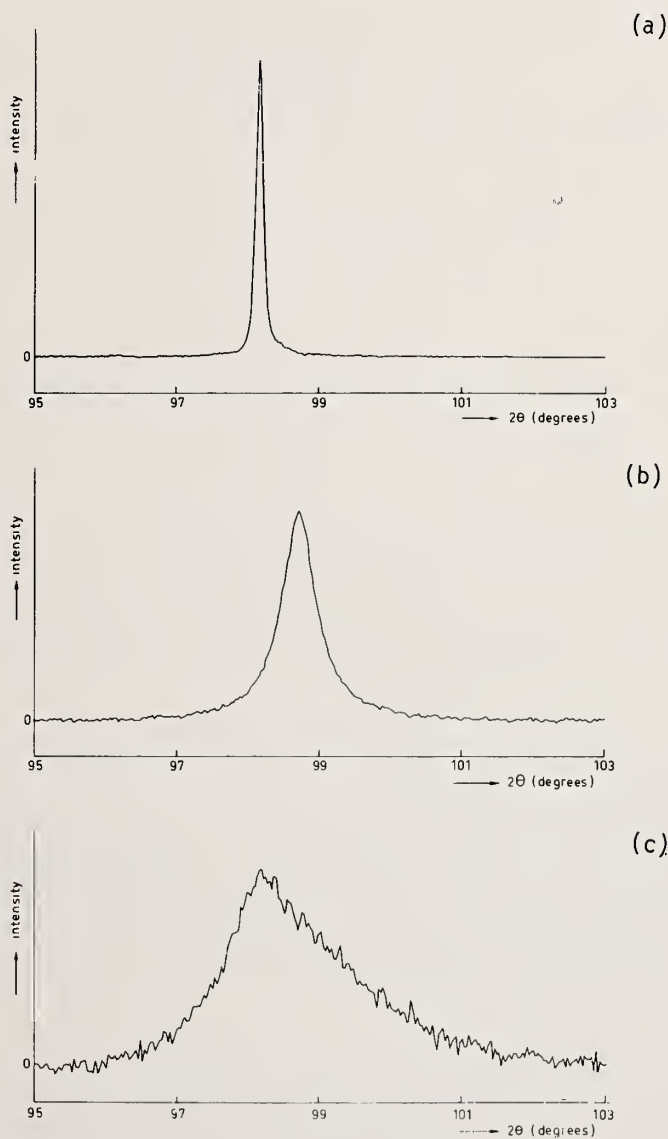 (a)
intensity
0
95 97 99 101 103
2θ (degrees)
(b)
intensity
0
95 97 99 101 103
2θ (degrees)
(c)
intensity
0
95 97 99 101 103
2θ (degrees)